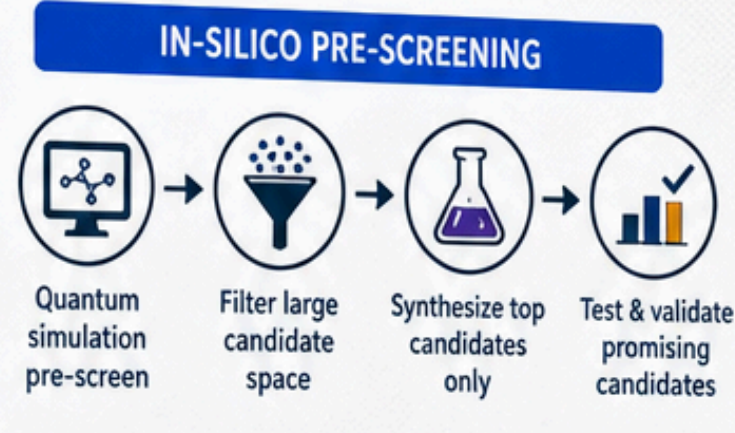 IN-SILICO PRE-SCREENING
Quantum
simulation
pre-screen
Filter large
candidate
space
Synthesize top
candidates
only
Test & validate
promising
candidates